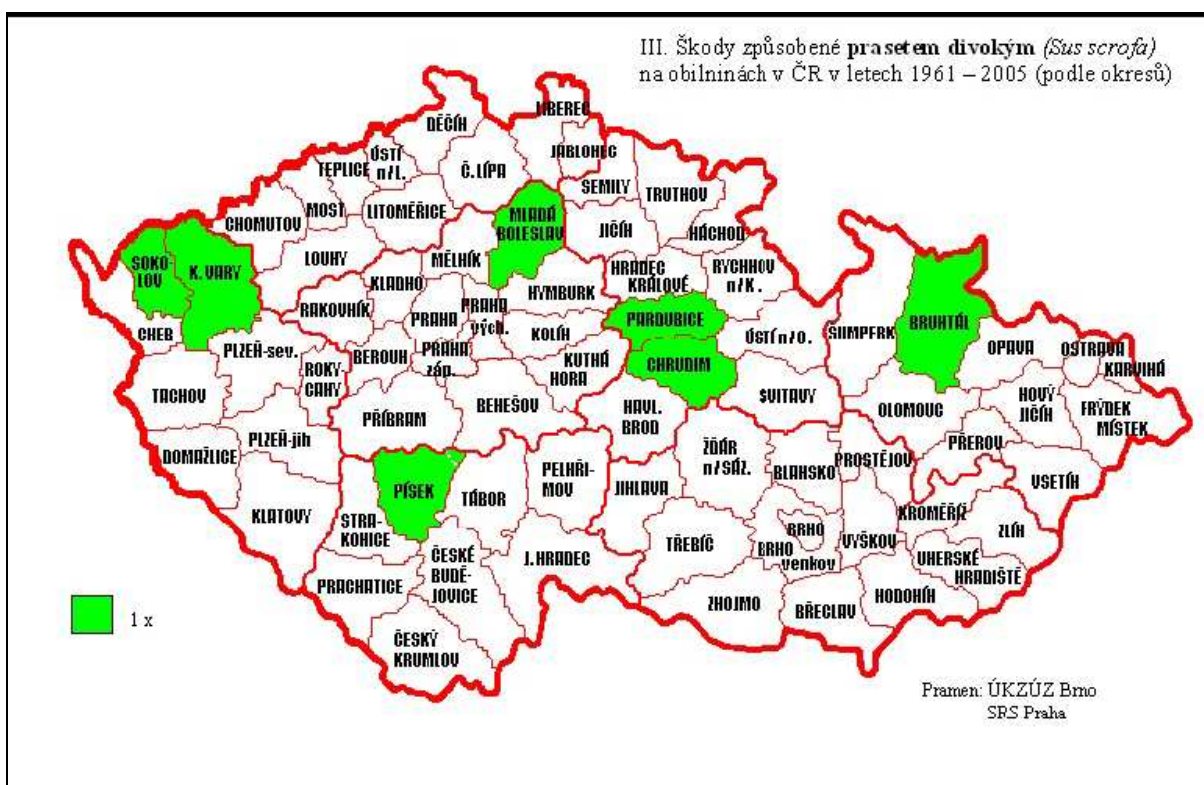 III. Škody způsobené prasetem divokým (Sus scrofa)
na obilninách v ČR v letech 1961 – 2005 (podle okresů)
LIBEREC
DĚČÍN
JABLONEC
ÚSTÍ
n/L.
TEPLICE
Č. LÍPA
SEMILY
TRUTNOV
MOST
LITOMĚŘICE
CHOMUTOV
MLADÁ
BOLESLAV
JIČÍN
NÁCHOD
LOUNY
MĚLNÍK
SOKO
LOV
K. VARY
HRADEC
KRÁLOVÉ
RYCHNOV
n/K.
KLADNO
NYMBURK
RAKOVNÍK
PRAHA
PRAHA
vých.
PARDUBICE
BRUNTÁL
CHEB
KOLÍN
ÚSTÍ n/O.
ŠUMPERK
PLZEŇ-sev.
BEROUN
PRAHA
záp.
KUTNÁ
HORA
CHRUDIM
OPAVA
OSTRAVA
KARVINÁ
ROKY-
CANY
TACHOV
SVITAVY
OLOMOUC
NOVÝ
JIČÍN
FRÝDEK
MÍSTEK
PŘÍBRAM
BENEŠOV
HAVL.
BROD
PLZEŇ-jih
DOMAŽLICE
ŽĎÁR
n/SÁZ.
PŘEROV
BLANSKO
PROSTĚJOV
PELHŘI-
MOV
VSETÍN
PÍSEK
TÁBOR
JIHLAVA
KLATOVY
STRA-
KONICE
KROMĚŘÍŽ
ZLÍN
BRNO
TŘEBÍČ
BRNO
venkov
VYŠKOV
UHERSKÉ
HRADIŠTĚ
ČESKÉ
BUDĚ-
JOVICE
J. HRADEC
PRACHATICE
HODONÍN
ZNOJMO
BŘECLAV
ČESKÝ
KRUMLOV
1 x
Pramen: ÚKZÚZ Brno
SRS Praha